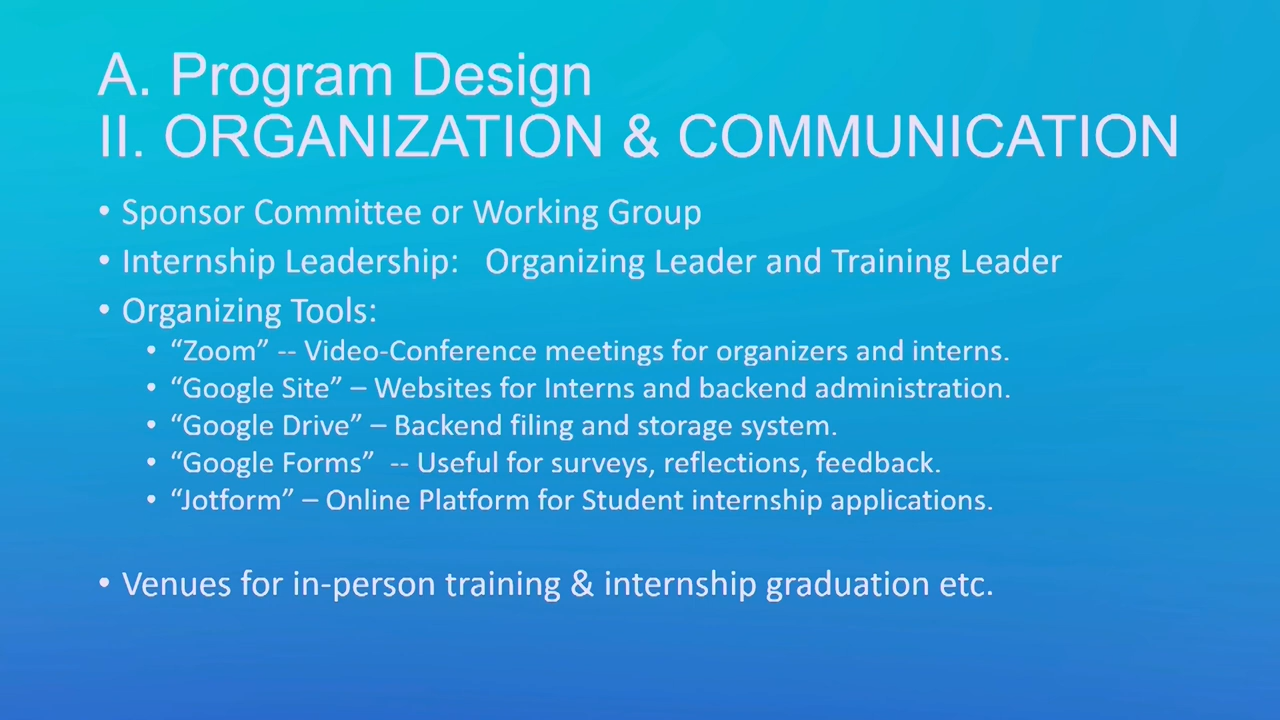 A. Program Design
II. ORGANIZATION & COMMUNICATION
• Sponsor Committee or Working Group
• Internship Leadership:   Organizing Leader and Training Leader
• Organizing Tools:
• “Zoom” -- Video-Conference meetings for organizers and interns.
• “Google Site” – Websites for Interns and backend administration.
• “Google Drive” – Backend filing and storage system.
• “Google Forms”  -- Useful for surveys, reflections, feedback.
• “Jotform” – Online Platform for Student internship applications.
• Venues for in-person training & internship graduation etc.